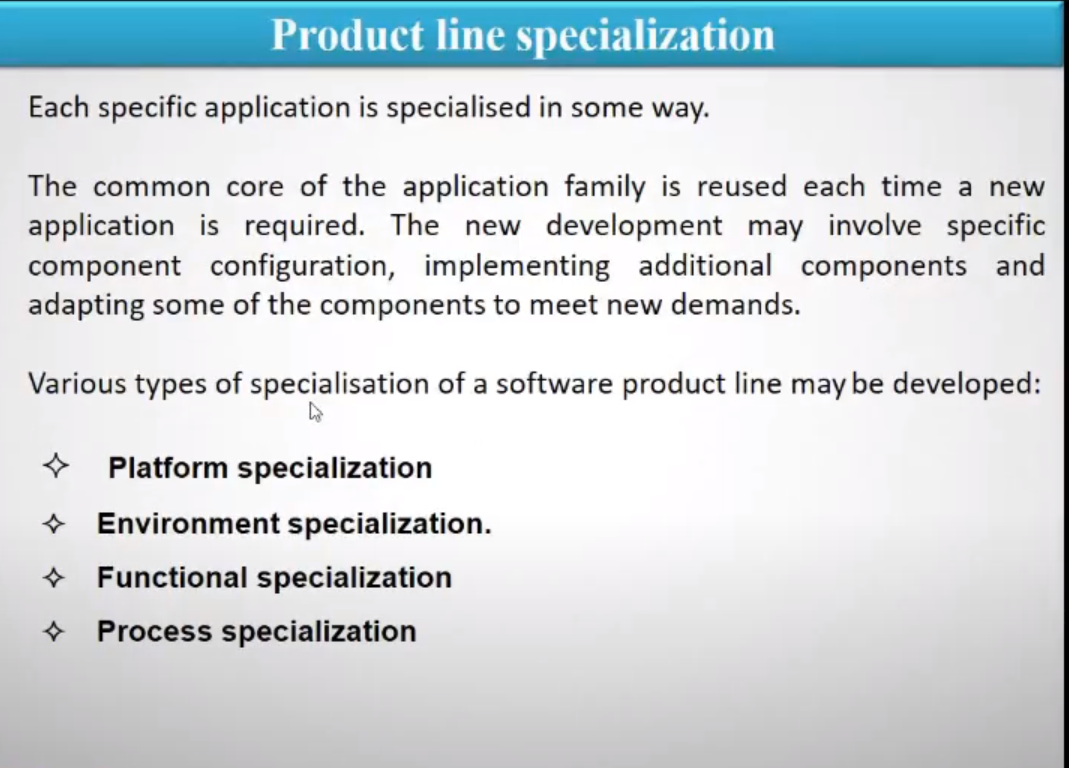 Product line specialization
Each specific application is specialised in some way.
The common core of the application family is reused each time a new
application is required. The new development may involve specific
component configuration, implementing additional components and
adapting some of the components to meet new demands.
Various types of specialisation of a software product line may be developed:
✧ Platform specialization
✧ Environment specialization.
✧ Functional specialization
✧ Process specialization